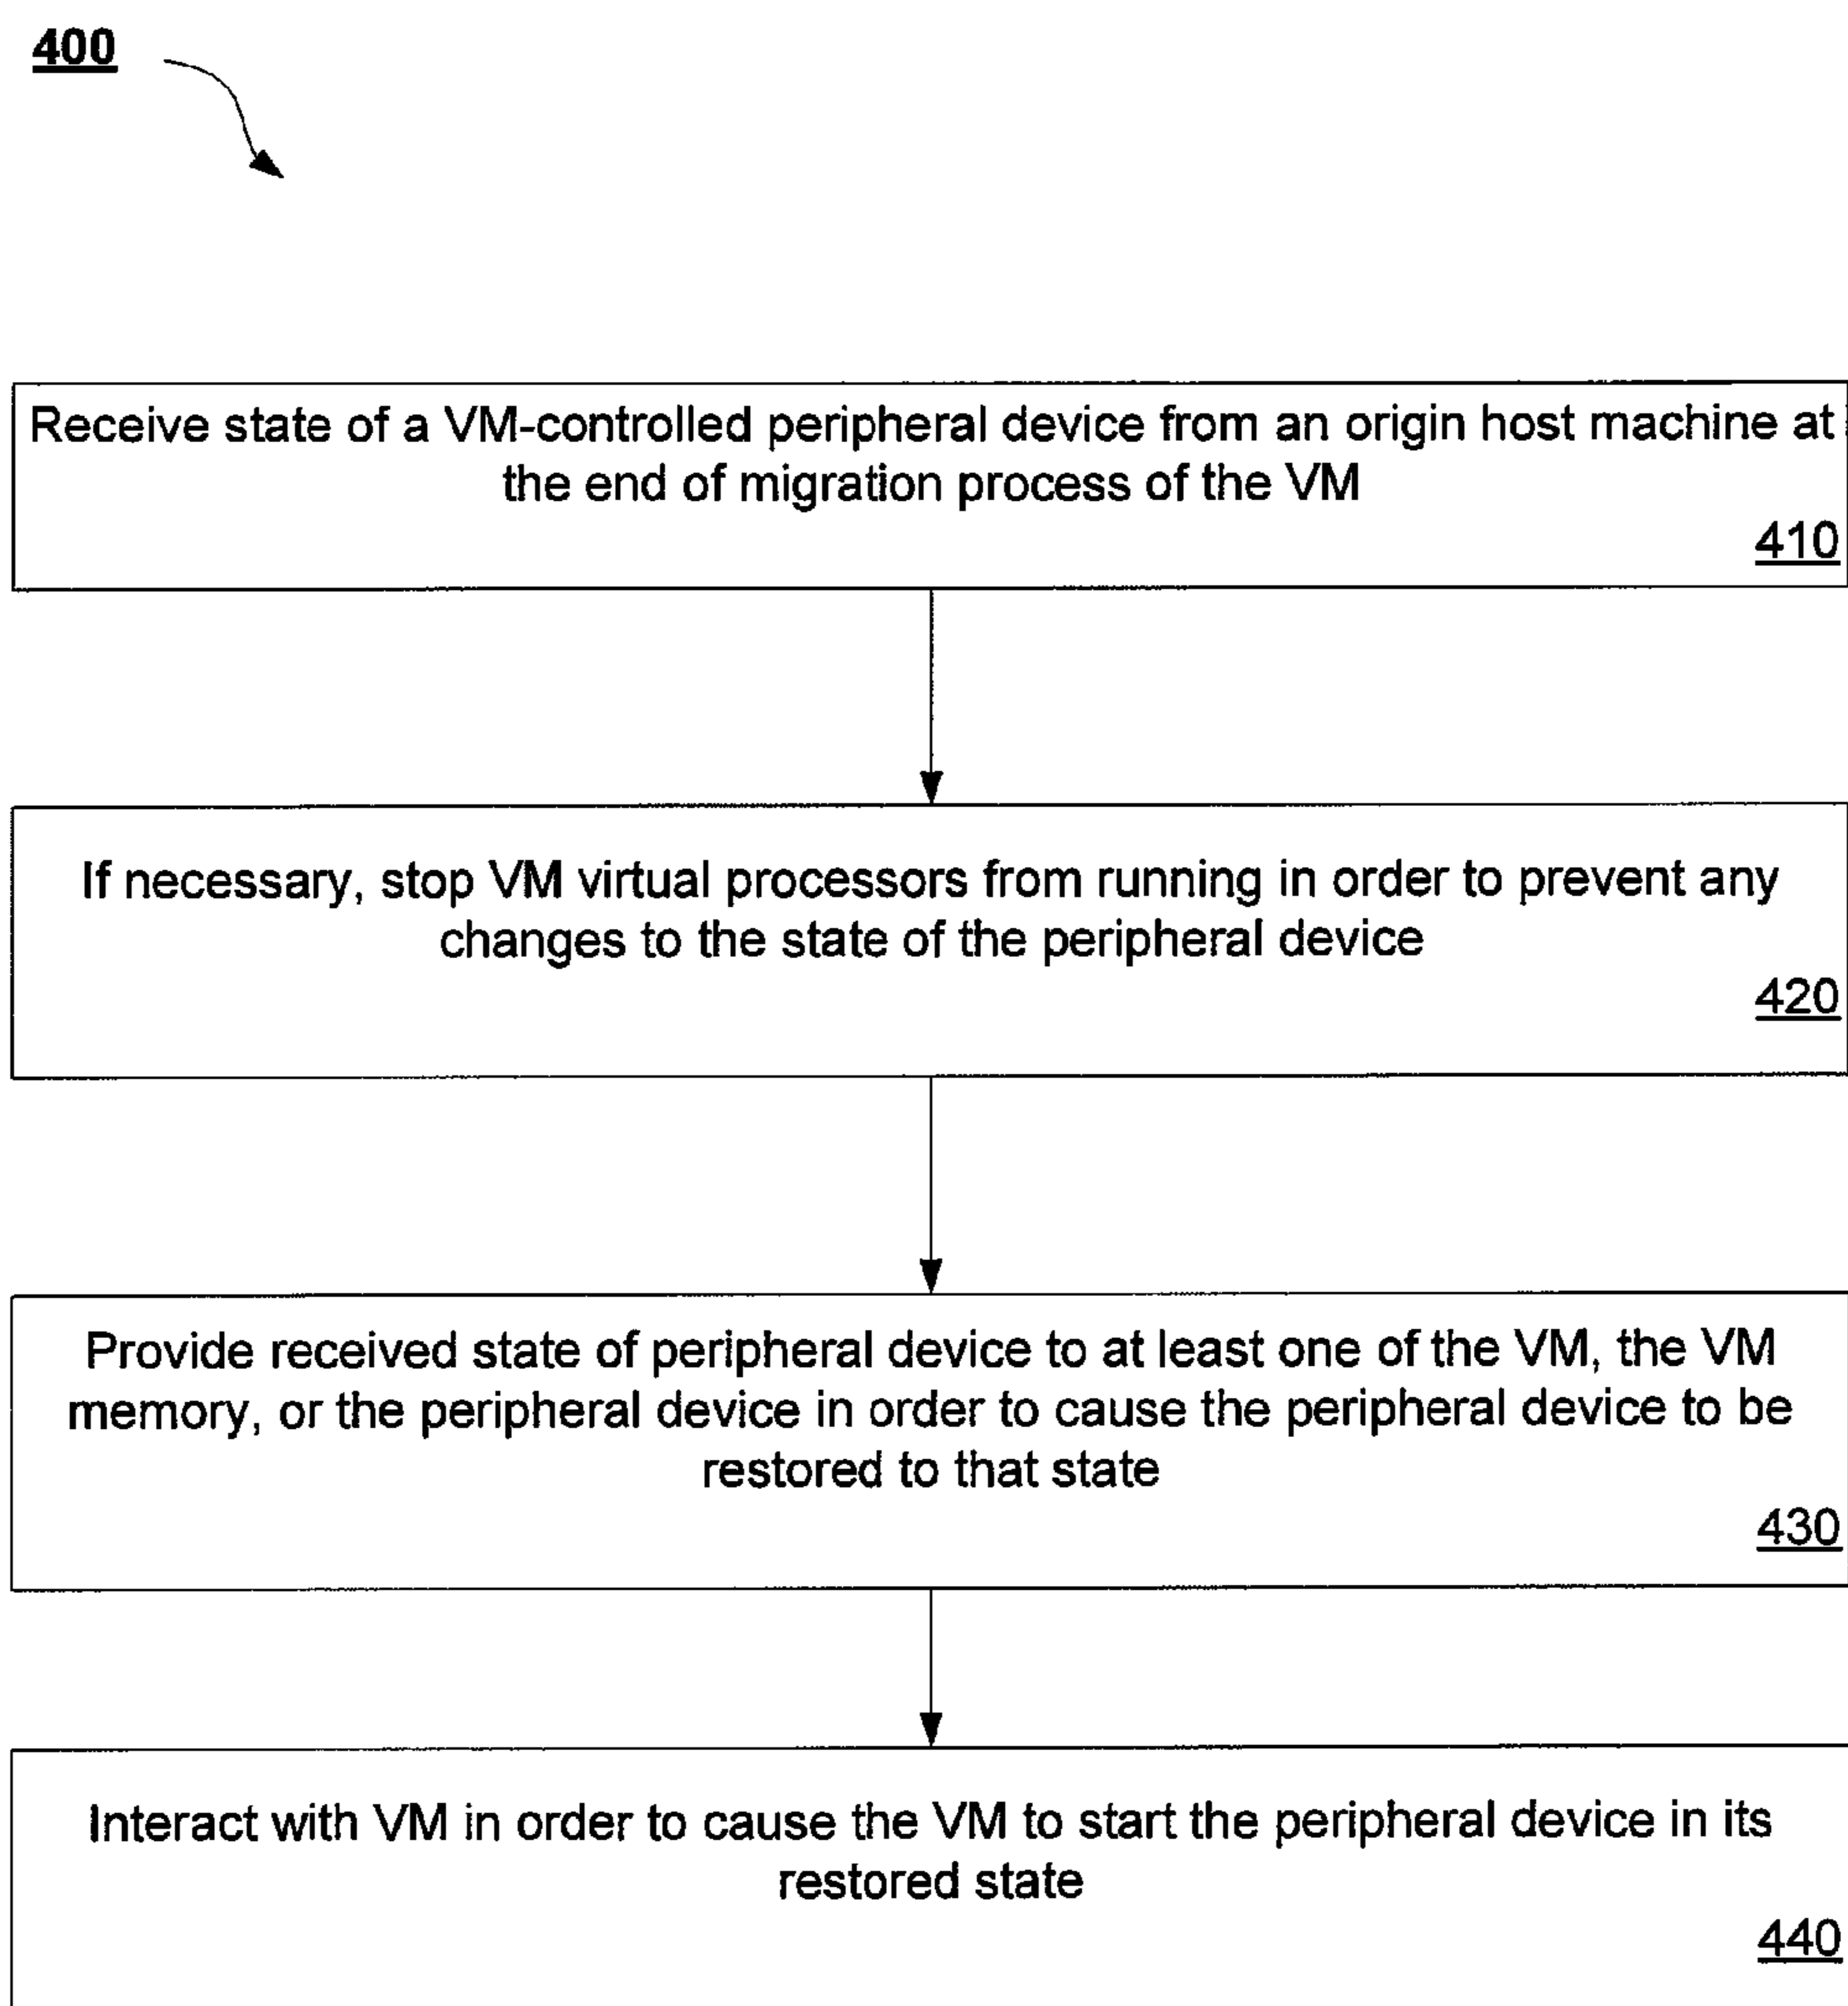 400
Receive state of a VM-controlled peripheral device from an origin host machine at
the end of migration process of the VM
410
If necessary, stop VM virtual processors from running in order to prevent any
changes to the state of the peripheral device
420
Provide received state of peripheral device to at least one of the VM, the VM
memory, or the peripheral device in order to cause the peripheral device to be
restored to that state
430
Interact with VM in order to cause the VM to start the peripheral device in its
restored state
440